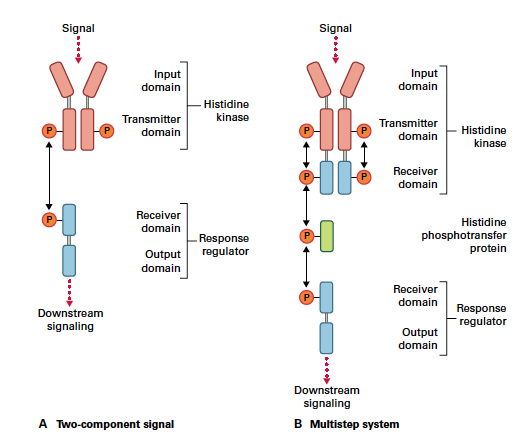 Signal
Input
domain
Transmitter
domain
Histidine
kinase
P
P
P
Receiver
domain
Output
domain
Response
regulator
Downstream
signaling
A Two-component signal
Signal
Input
domain
Transmitter
domain
Receiver
domain
Histidine
kinase
P
P
P
P
Histidine
phosphotransfer
protein
P
P
Receiver
domain
Output
domain
Response
regulator
Downstream
signaling
B Multistep system